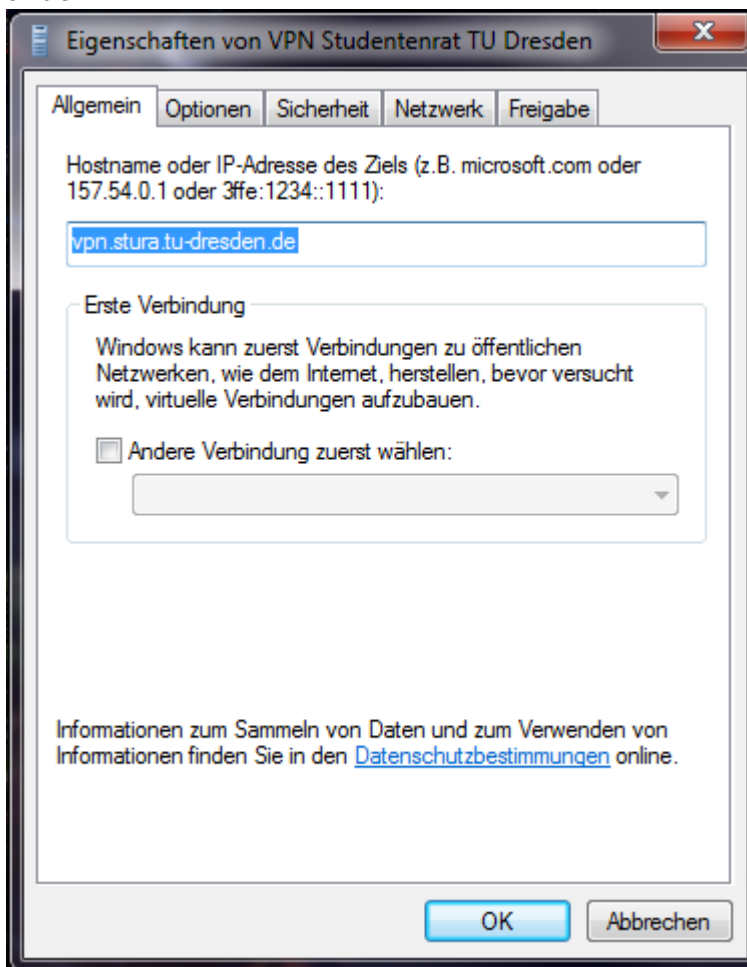 Eigenschaften von VPN Studentenrat TU Dresden
Allgemein Optionen Sicherheit Netzwerk Freigabe
Hostname oder IP-Adresse des Ziels (z.B. microsoft.com oder
157.54.0.1 oder 3ffe:1234::1111):
vpn.stura.tu-dresden.de
Erste Verbindung
Windows kann zuerst Verbindungen zu öffentlichen
Netzwerken, wie dem Internet, herstellen, bevor versucht
wird, virtuelle Verbindungen aufzubauen.
Andere Verbindung zuerst wählen:
Informationen zum Sammeln von Daten und zum Verwenden von
Informationen finden Sie in den Datenschutzbestimmungen online.
OK Abbrechen